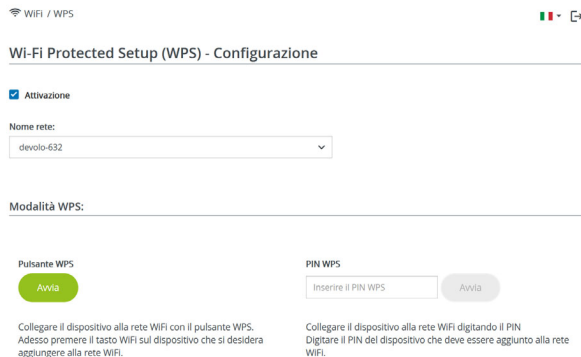 WiFi / WPS
Wi-Fi Protected Setup (WPS) - Configurazione
Attivazione
Nome rete:
devolo-632
Modalità WPS:
Pulsante WPS
Avvia
Collegare il dispositivo alla rete WiFi con il pulsante WPS.
Adesso premere il tasto WiFi sul dispositivo che si desidera
aggiungere alla rete WiFi.
PIN WPS
Inserire il PIN WPS
Avvia
Collegare il dispositivo alla rete WiFi digitando il PIN
Digitare il PIN del dispositivo che deve essere aggiunto alla rete
WiFi.